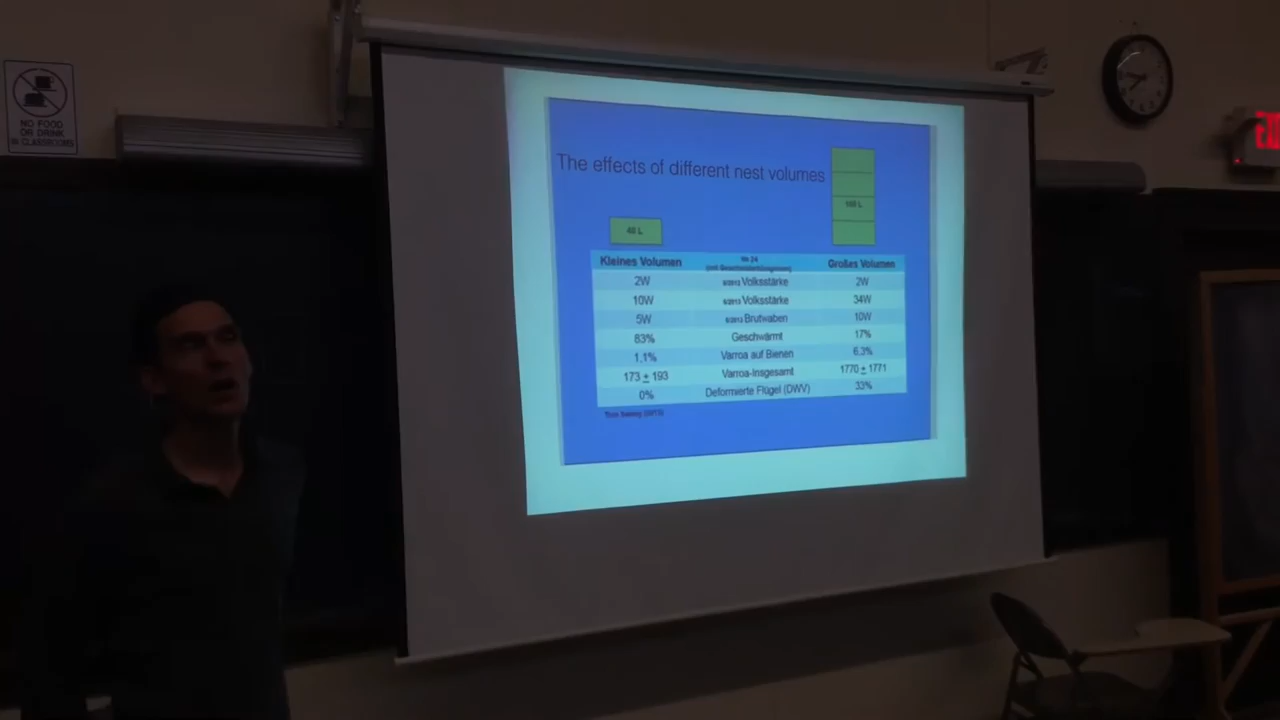 NO FOOD
OR DRINK
IN CLASSROOMS
The effects of different nest volumes
40 L
160 L
Kleines Volumen Großes Volumen
2W Volksstärke 2W
10W Volksstärke 34W
5W Brutwaben 10W
83% Geschwärmt 17%
1,1% Varroa auf Bienen 6,3%
173 ± 193 Varroa-Insgesamt 1770 ± 1771
0% Deformierte Flügel (DWV) 33%